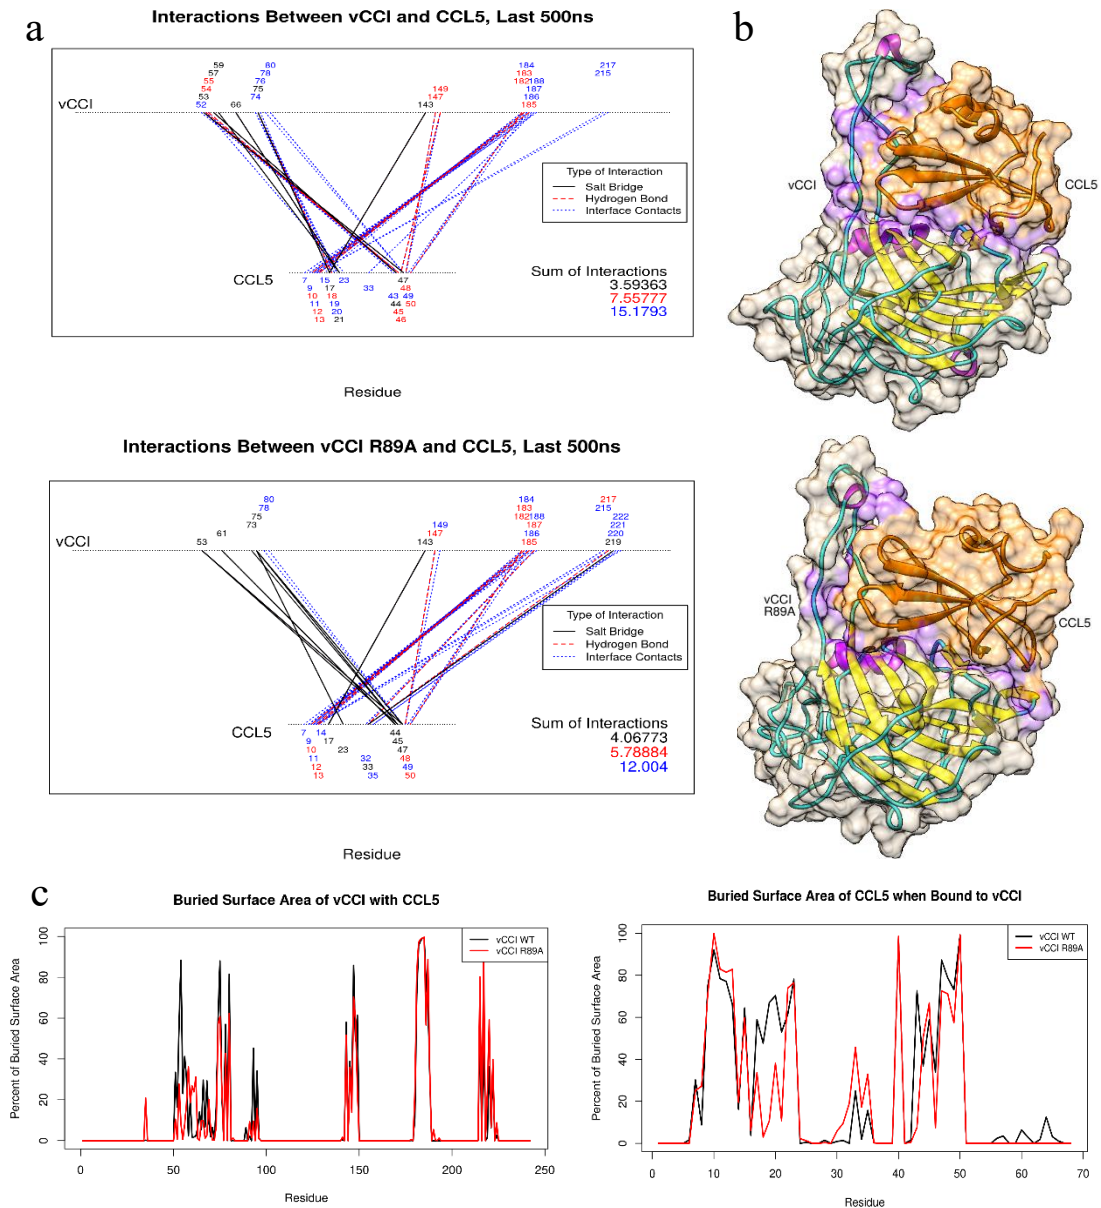 a
Interactions Between vCCI and CCL5, Last 500ns
59 80 184 217
57 78 183 215
55 76 182 188
54 75 149 187
53 74 147 186
52 66 143 185
vCCI
Type of Interaction
Salt Bridge
Hydrogen Bond
Interface Contacts
CCL5
7 15 23 47
9 17 33 48
10 18 43 49
11 19 44 50
12 20 45
13 21 46
Sum of Interactions
3.59363
7.55777
15.1793
Residue
Interactions Between vCCI R89A and CCL5, Last 500ns
80 184 217
78 183 215
75 182 188 222
73 149 187 221
61 147 186 220
53 143 185 219
vCCI
Type of Interaction
Salt Bridge
Hydrogen Bond
Interface Contacts
CCL5
7 14 44
9 17 45
10 23 47
11 32 48
12 33 49
13 35 50
Sum of Interactions
4.06773
5.78884
12.004
Residue
b
vCCI
CCL5
vCCI
R89A
CCL5
c
Buried Surface Area of vCCI with CCL5
vCCI WT
vCCI R89A
Percent of Buried Surface Area
100
80
60
40
20
0
0 50 100 150 200 250
Residue
Buried Surface Area of CCL5 when Bound to vCCI
vCCI WT
vCCI R89A
Percent of Buried Surface Area
100
80
60
40
20
0
0 10 20 30 40 50 60 70
Residue